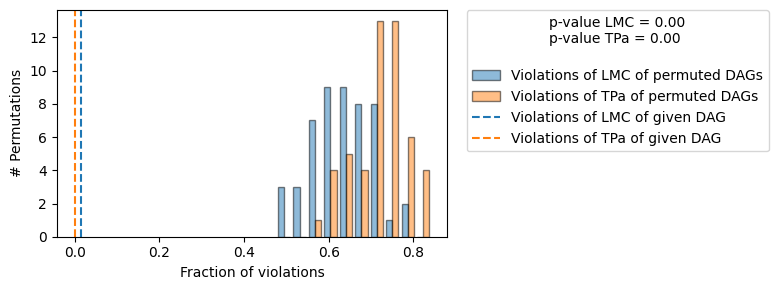 p-value LMC = 0.00
p-value TPa = 0.00
Violations of LMC of permuted DAGs
Violations of TPa of permuted DAGs
Violations of LMC of given DAG
Violations of TPa of given DAG
# Permutations
12
10
8
6
4
2
0
0.0 0.2 0.4 0.6 0.8
Fraction of violations